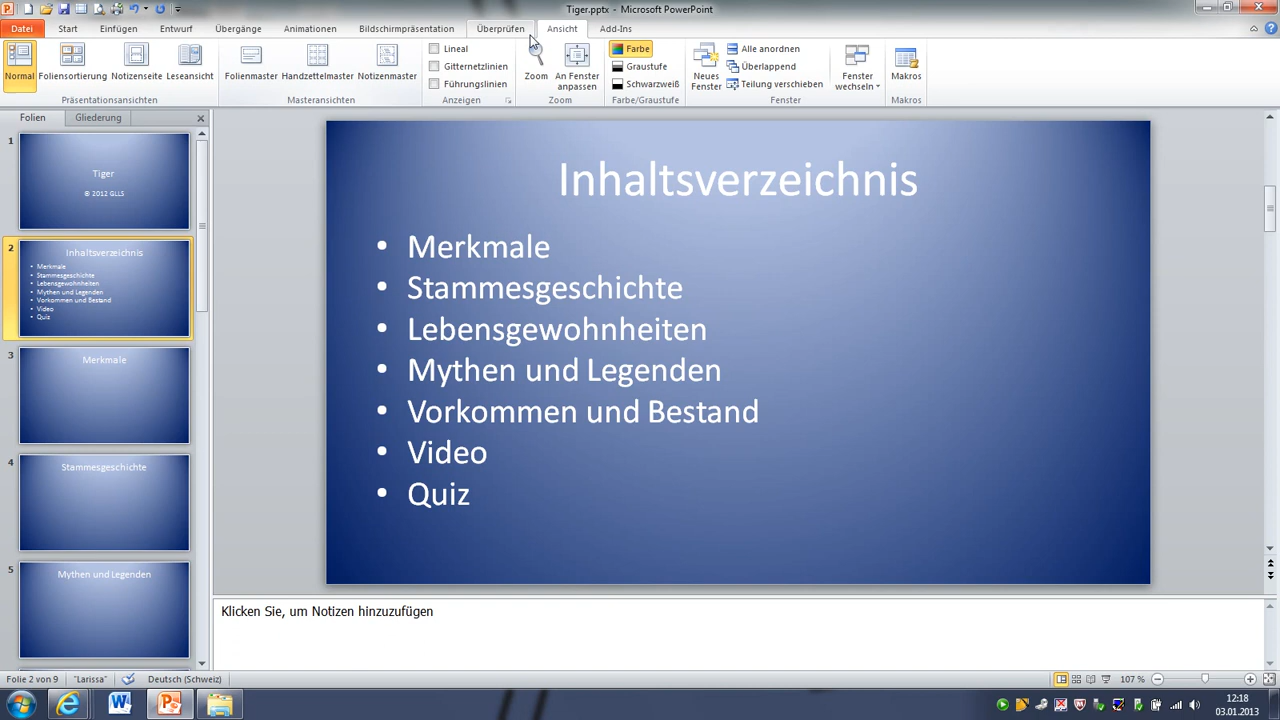 Tiger.pptx - Microsoft PowerPoint
Datei Start Einfügen Entwurf Übergänge Animationen Bildschirmpräsentation Überprüfen Ansicht Add-Ins
Normal Foliensortierung Notizenseite Leseansicht
Präsentationsansichten
Folienmaster Handzettelmaster Notizenmaster
Masteransichten
Lineal
Gitternetzlinien
Führungslinien
Anzeigen
Zoom An Fenster anpassen
Zoom
Farbe
Graustufe
Schwarzweiß
Farbe/Graustufe
Neues Fenster
Alle anordnen
Überlappend
Teilung verschieben
Fenster wechseln
Fenster
Makros
Makros
Folien Gliederung
1
Tiger
© 2012 GLLS
2
Inhaltsverzeichnis
• Merkmale
• Stammesgeschichte
• Lebensgewohnheiten
• Mythen und Legenden
• Vorkommen und Bestand
• Video
• Quiz
3
Merkmale
4
Stammesgeschichte
5
Mythen und Legenden
Inhaltsverzeichnis
• Merkmale
• Stammesgeschichte
• Lebensgewohnheiten
• Mythen und Legenden
• Vorkommen und Bestand
• Video
• Quiz
Klicken Sie, um Notizen hinzuzufügen
Folie 2 von 9 "Larissa" Deutsch (Schweiz) 107 %
12:18
03.01.2013